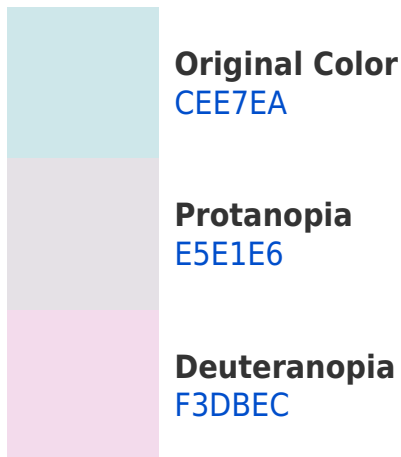 Original Color
CEE7EA
Protanopia
E5E1E6
Deuteranopia
F3DBEC